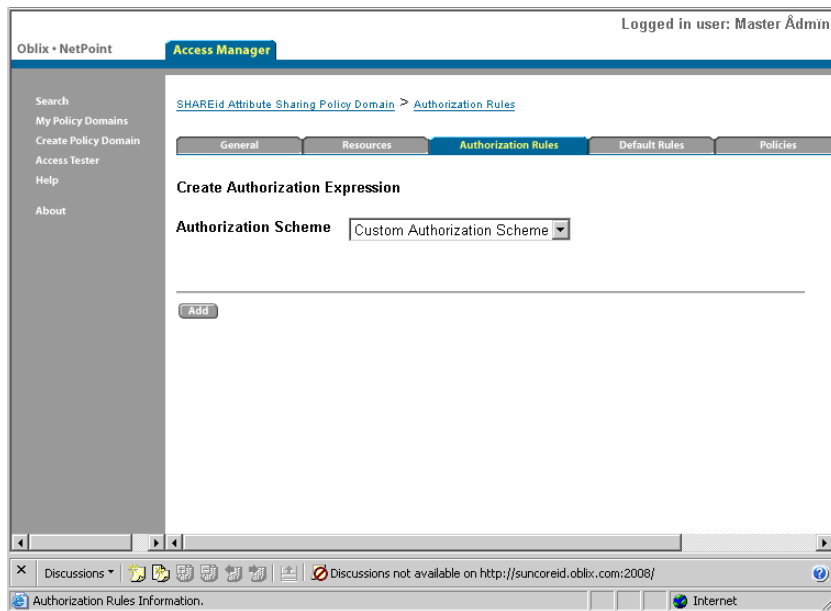 Logged in user: Master Ådmïn
Oblix • NetPoint
Access Manager
Search
My Policy Domains
Create Policy Domain
Access Tester
Help
About
SHAREid Attribute Sharing Policy Domain > Authorization Rules
General Resources Authorization Rules Default Rules Policies
Create Authorization Expression
Authorization Scheme Custom Authorization Scheme
Add
Discussions Discussions not available on http://suncoreid.oblix.com:2008/
Authorization Rules Information. Internet